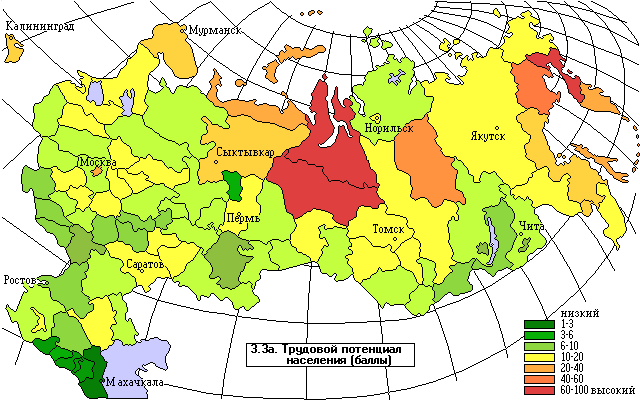 Калининград
Мурманск
Норильск
Якутск
Москва
Сыктывкар
Пермь
Томск
Чита
Саратов
Ростов
Махачкала
3.3а. Трудовой потенциал
населения (баллы)
низкий
1-3
3-6
6-10
10-20
20-40
40-60
60-100 высокий